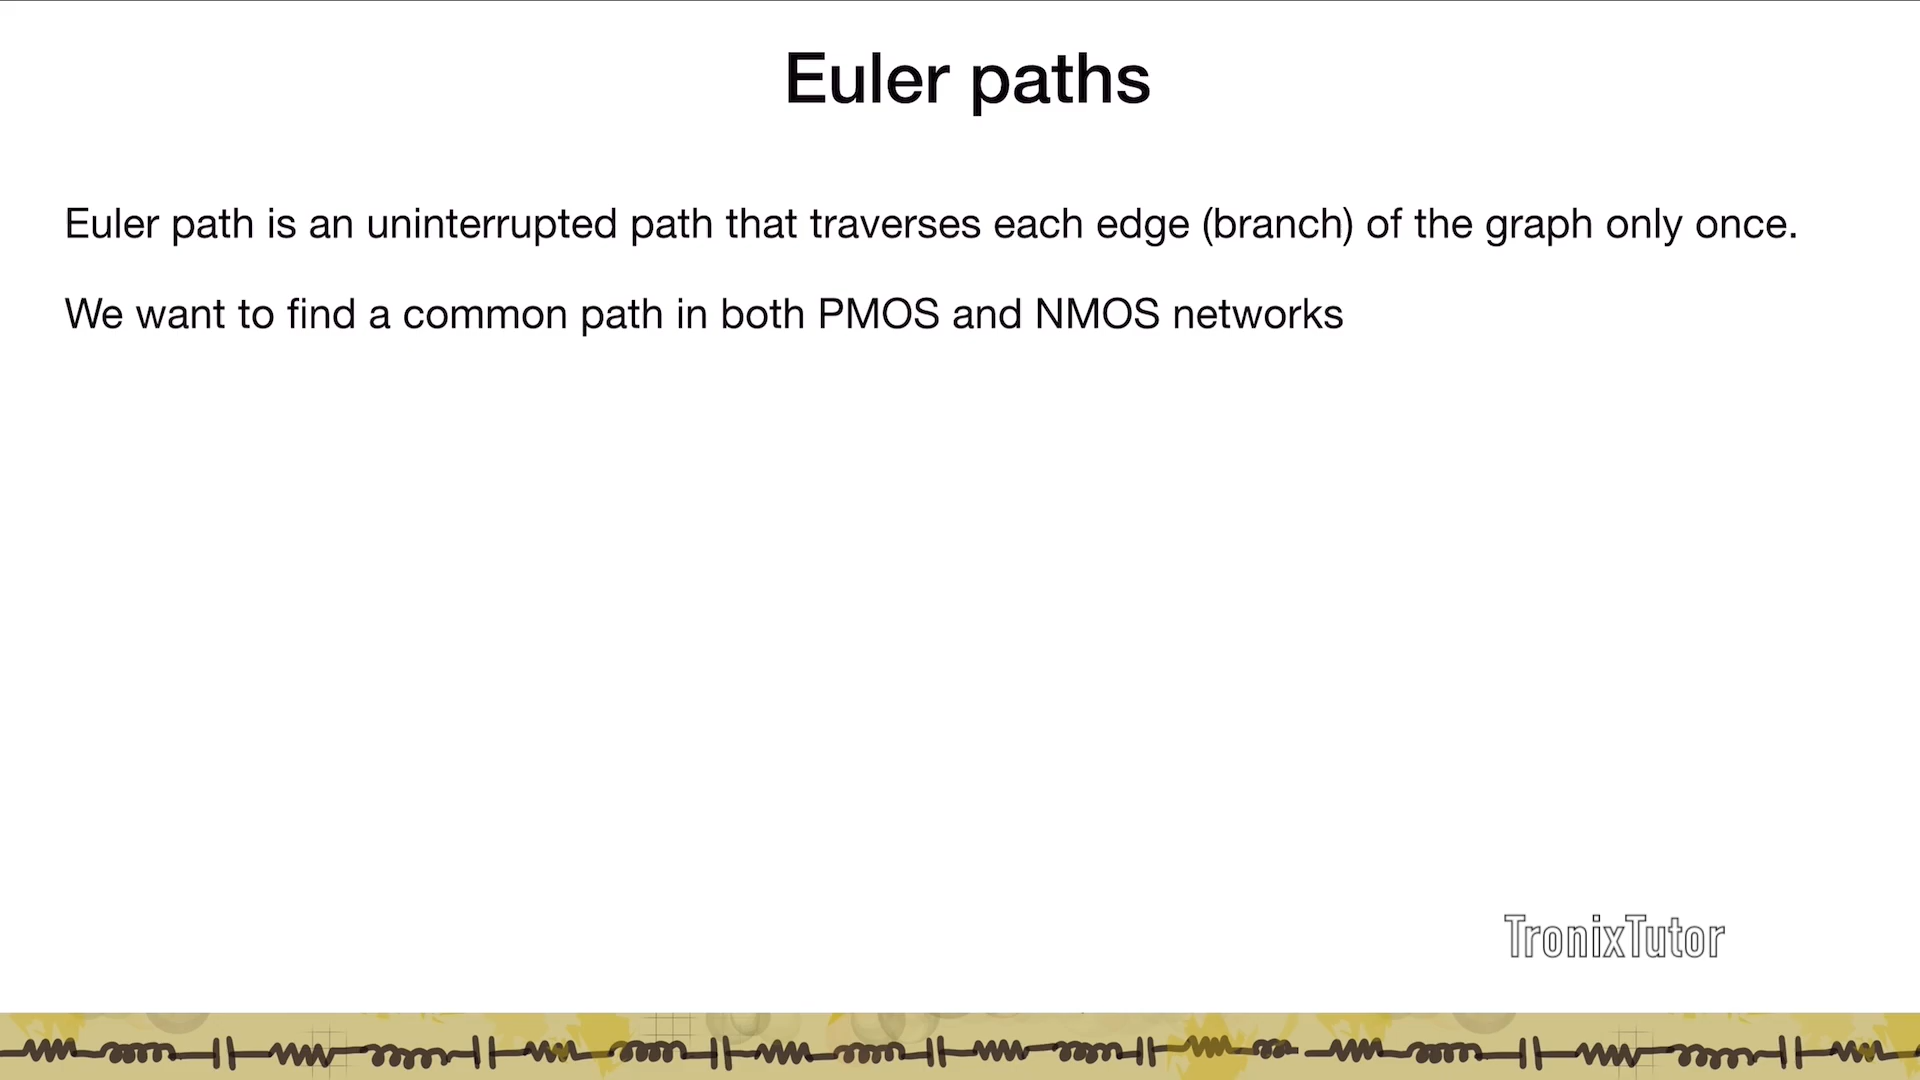 Euler paths
Euler path is an uninterrupted path that traverses each edge (branch) of the graph only once.
We want to find a common path in both PMOS and NMOS networks
TronixTutor